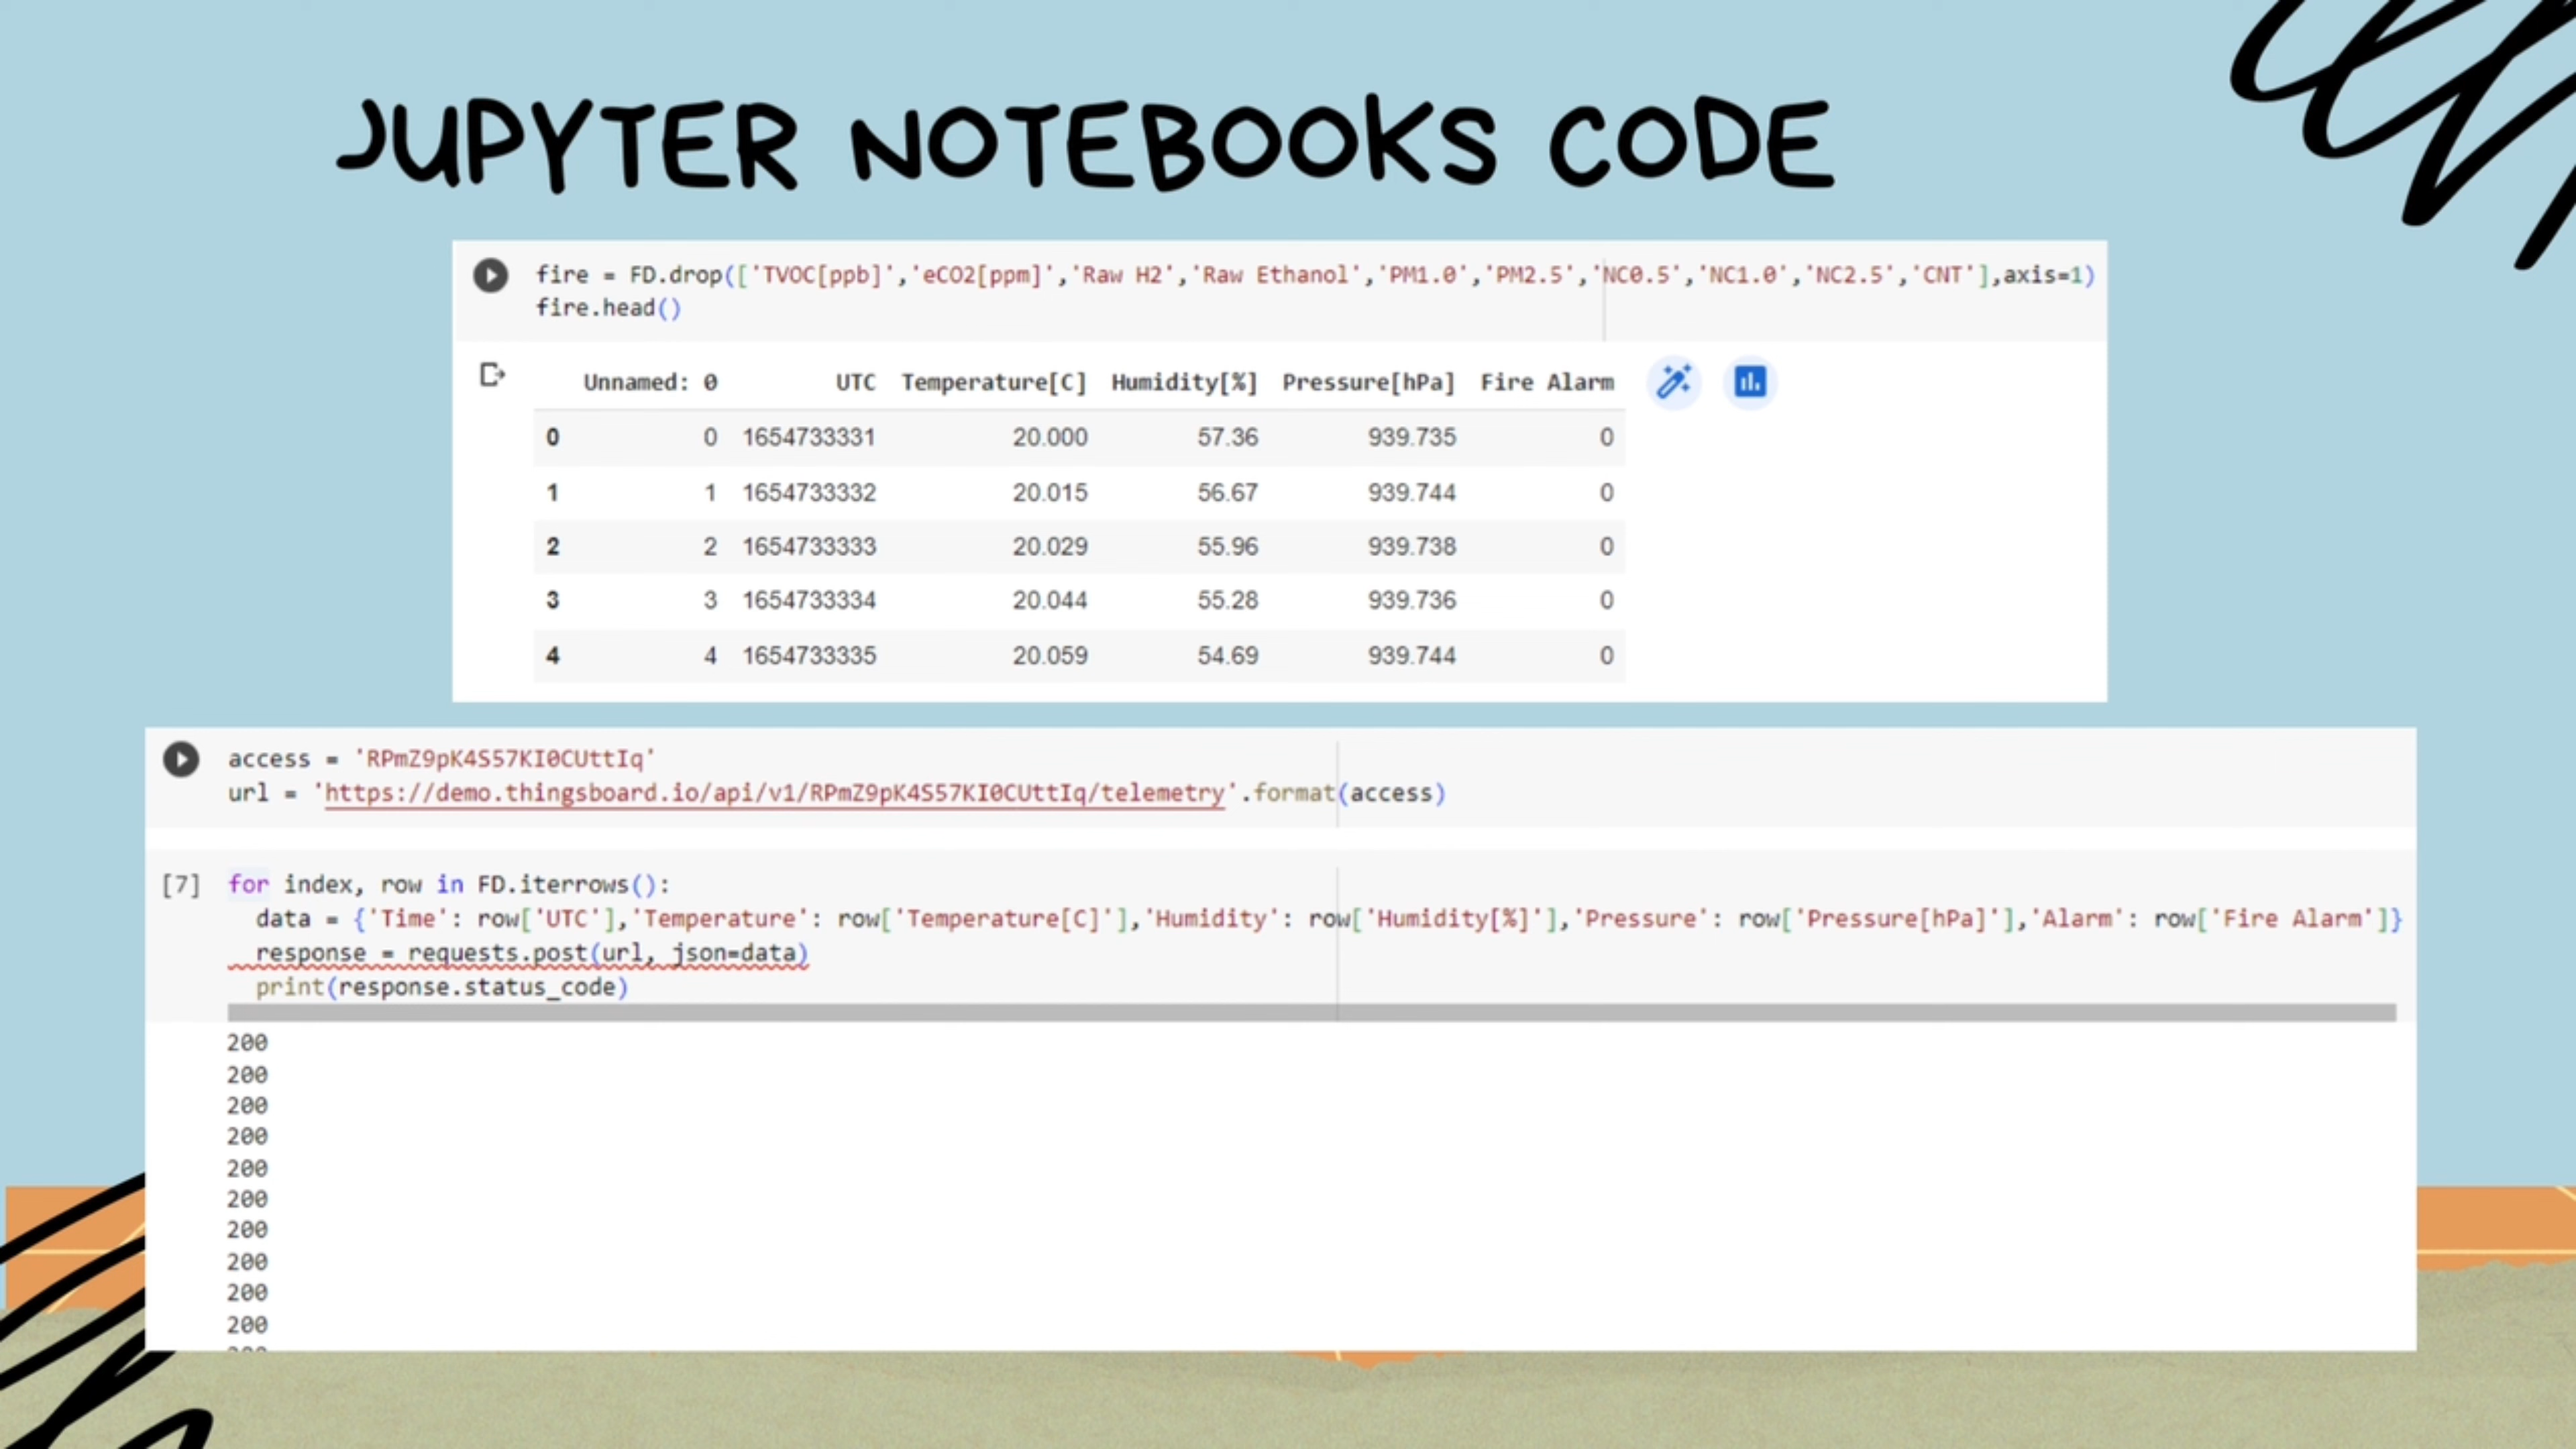 JUPYTER NOTEBOOKS CODE
fire = FD.drop(['TVOC[ppb]','eCO2[ppm]','Raw H2','Raw Ethanol','PM1.0','PM2.5','NC0.5','NC1.0','NC2.5','CNT'],axis=1)
fire.head()
Unnamed: 0 UTC Temperature[C] Humidity[%] Pressure[hPa] Fire Alarm
0 0 1654733331 20.000 57.36 939.735 0
1 1 1654733332 20.015 56.67 939.744 0
2 2 1654733333 20.029 55.96 939.738 0
3 3 1654733334 20.044 55.28 939.736 0
4 4 1654733335 20.059 54.69 939.744 0
access = 'RPmZ9pK4S57KI0CUttIq'
url = 'https://demo.thingsboard.io/api/v1/RPmZ9pK4S57KI0CUttIq/telemetry'.format(access)
[7] for index, row in FD.iterrows():
data = {'Time': row['UTC'],'Temperature': row['Temperature[C]'],'Humidity': row['Humidity[%]'],'Pressure': row['Pressure[hPa]'],'Alarm': row['Fire Alarm']}
response = requests.post(url, json=data)
print(response.status_code)
200
200
200
200
200
200
200
200
200
200